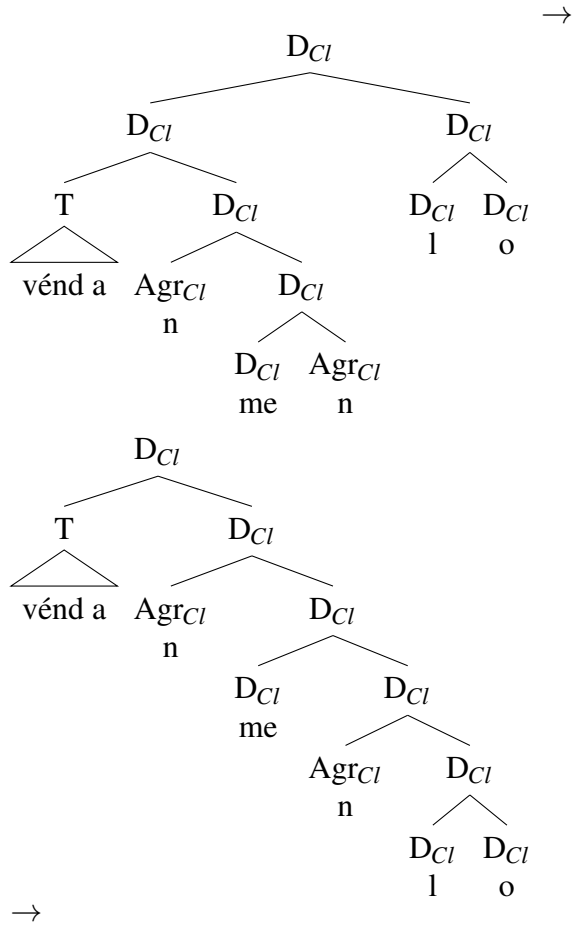 →
D_Cl
D_Cl D_Cl
T D_Cl D_Cl D_Cl
vénd a Agr_Cl D_Cl l o
n
D_Cl Agr_Cl
me n
D_Cl
T D_Cl
vénd a Agr_Cl D_Cl
n
D_Cl D_Cl
me
Agr_Cl D_Cl
n
D_Cl D_Cl
l o
→